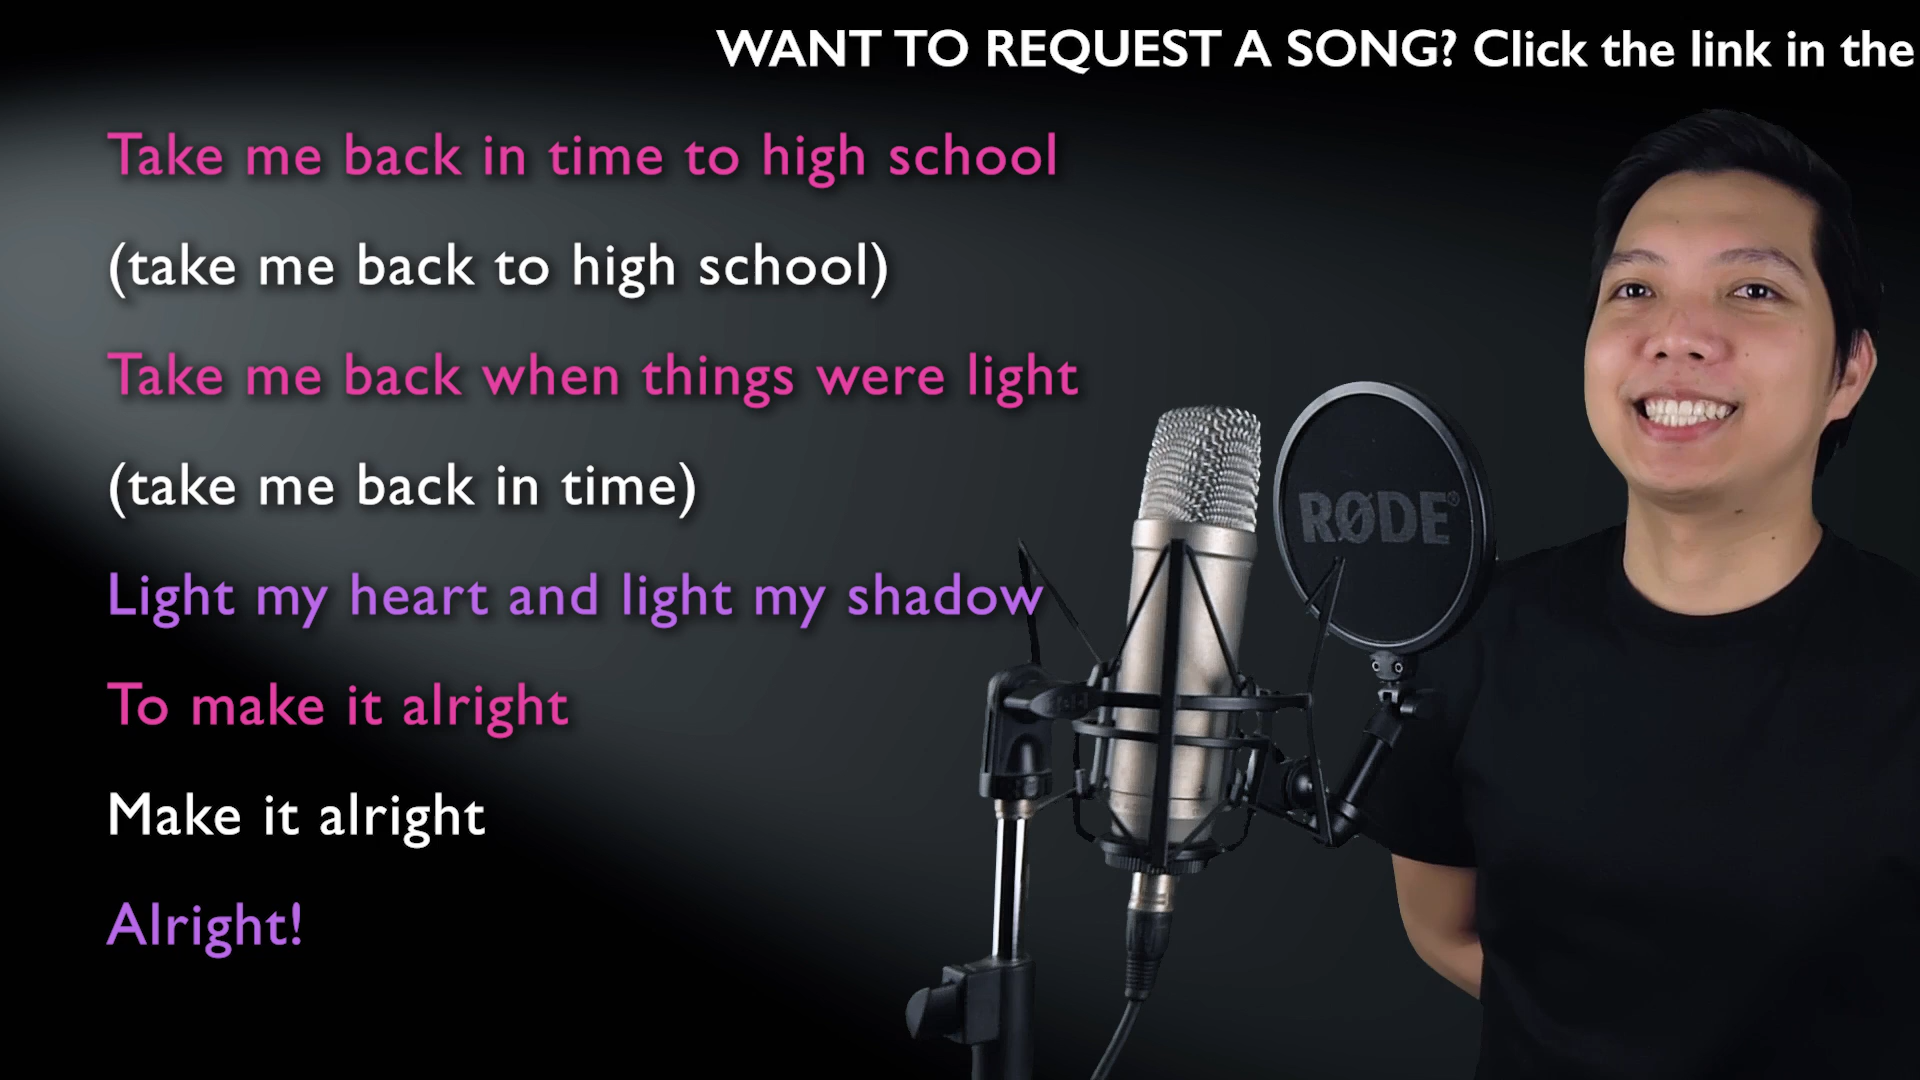 WANT TO REQUEST A SONG? Click the link in the
Take me back in time to high school
(take me back to high school)
Take me back when things were light
(take me back in time)
Light my heart and light my shadow
To make it alright
Make it alright
Alright!
RØDE®